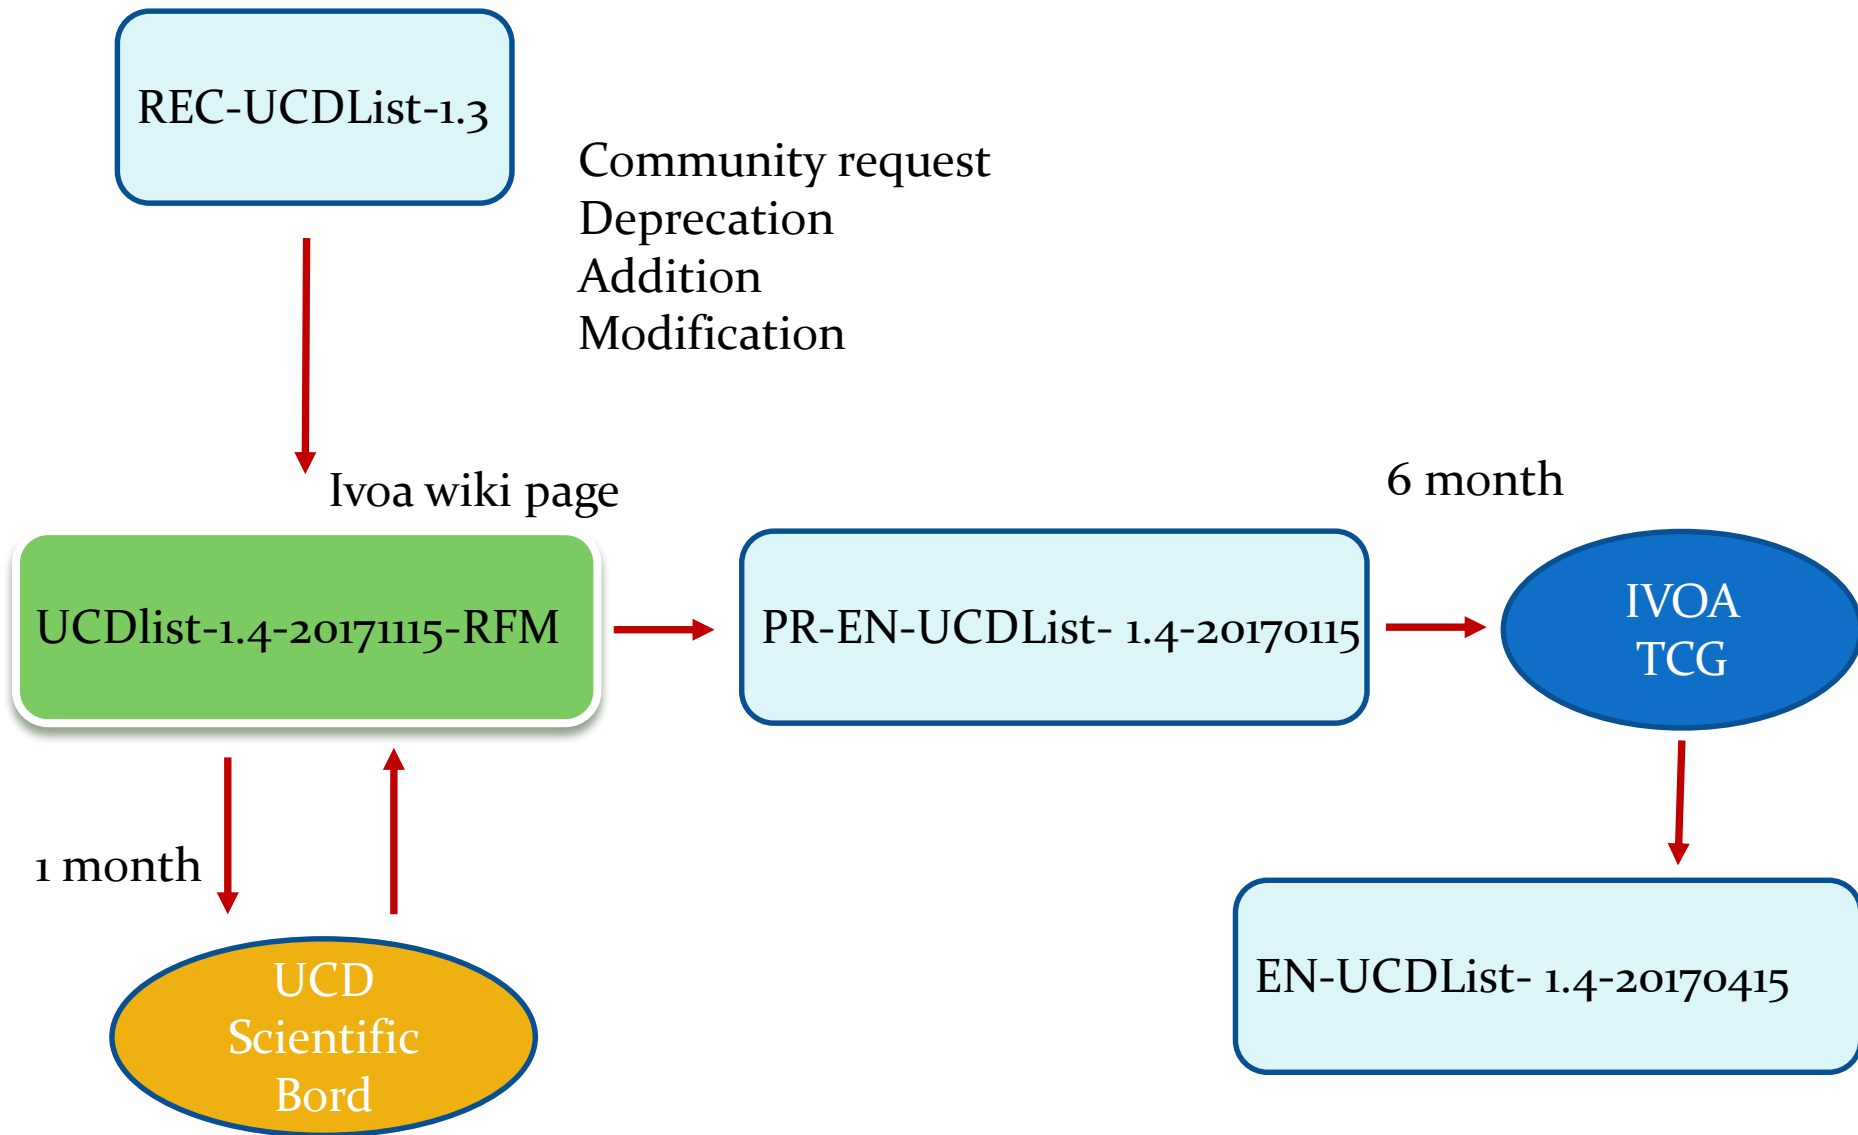 REC-UCDList-1.3
Community request
Deprecation
Addition
Modification
Ivoa wiki page
6 month
UCDlist-1.4-20171115-RFM
PR-EN-UCDList- 1.4-20170115
IVOA
TCG
1 month
UCD
Scientific
Bord
EN-UCDList- 1.4-20170415